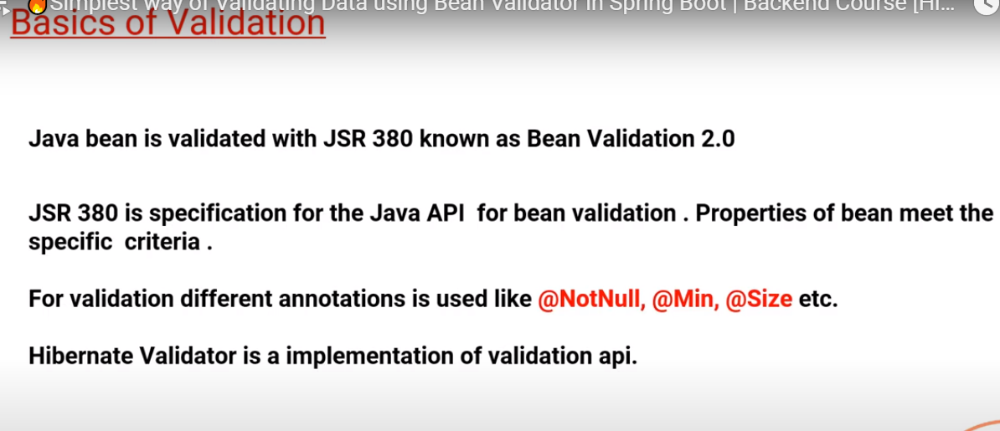 Simplest way of Validating Data using Bean Validator in Spring Boot | Backend Course [Hi...
Basics of Validation
Java bean is validated with JSR 380 known as Bean Validation 2.0
JSR 380 is specification for the Java API for bean validation . Properties of bean meet the
specific criteria .
For validation different annotations is used like @NotNull, @Min, @Size etc.
Hibernate Validator is a implementation of validation api.